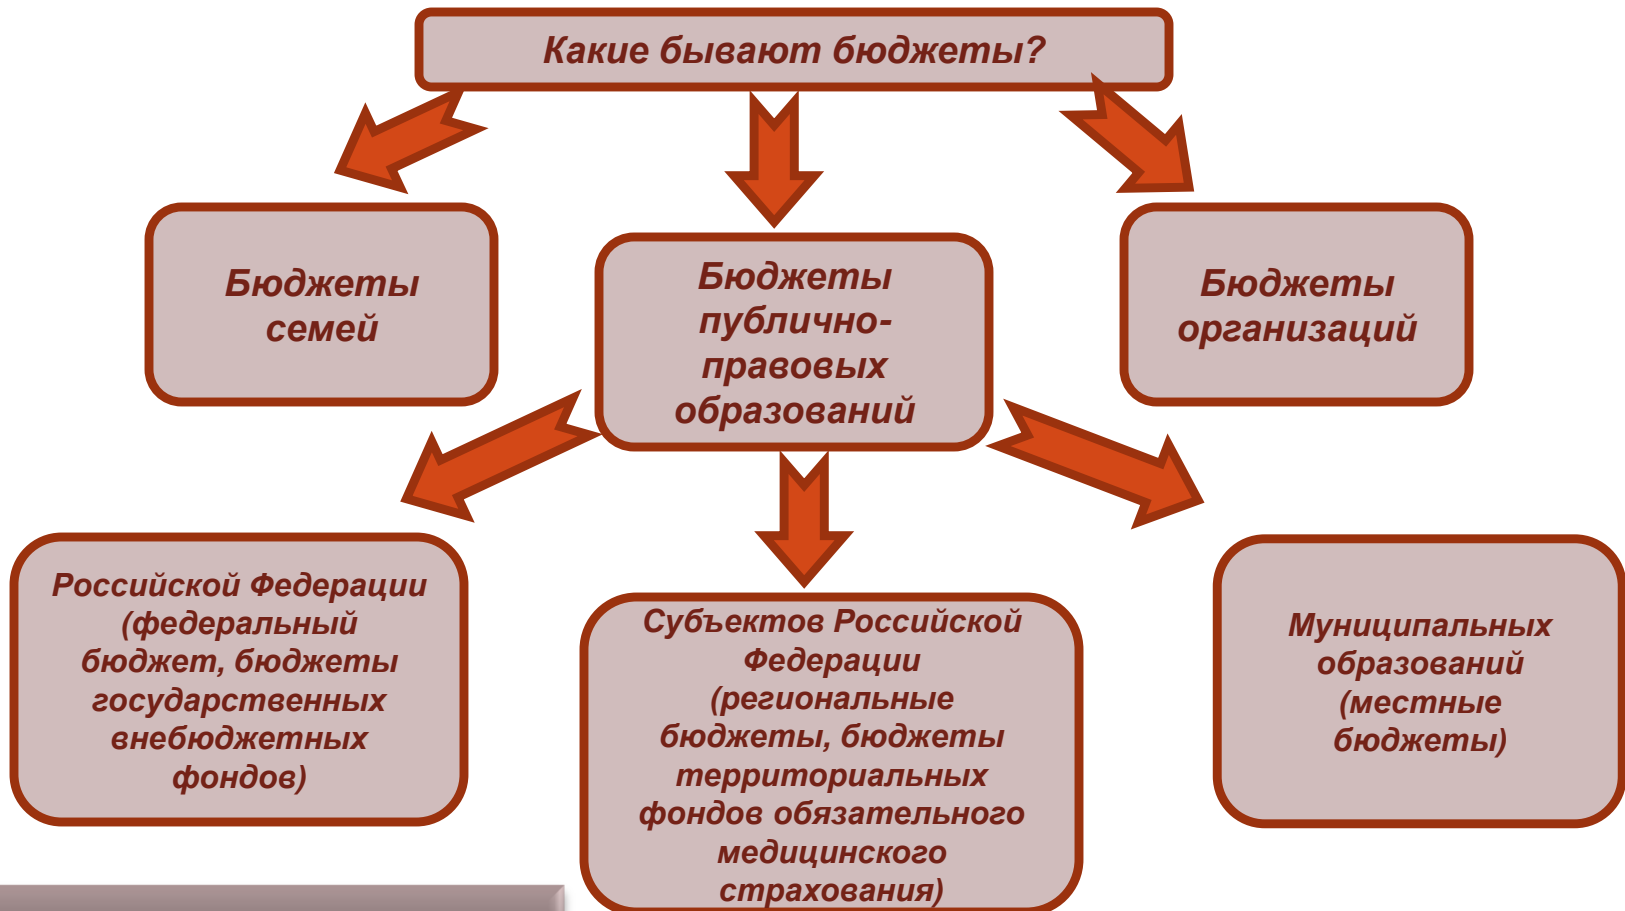 Какие бывают бюджеты?
Бюджеты
семей
Бюджеты
публично-
правовых
образований
Бюджеты
организаций
Российской Федерации
(федеральный
бюджет, бюджеты
государственных
внебюджетных
фондов)
Субъектов Российской
Федерации
(региональные
бюджеты, бюджеты
территориальных
фондов обязательного
медицинского
страхования)
Муниципальных
образований
(местные
бюджеты)